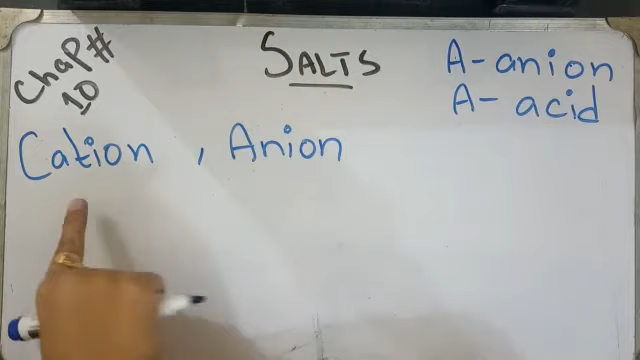 Chap#
10
SALTS
A- anion
A- acid
Cation , Anion